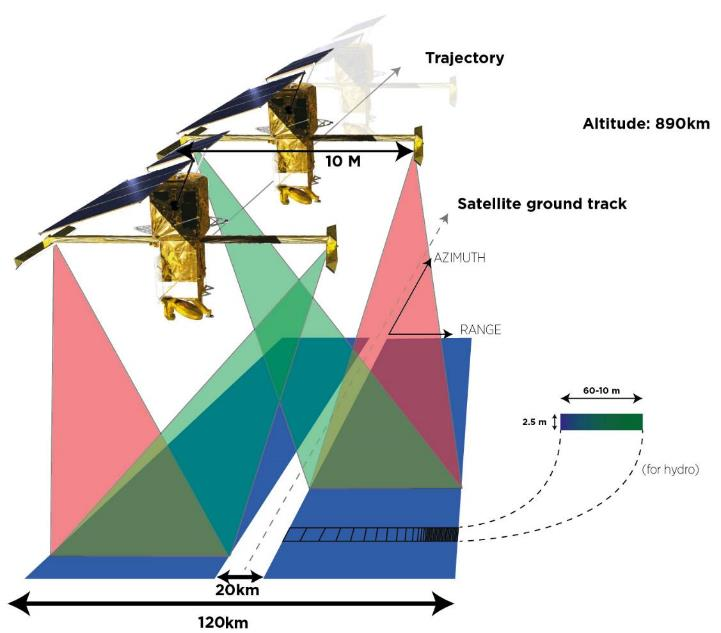 Trajectory
Altitude: 890km
10 M
Satellite ground track
AZIMUTH
RANGE
60-10 m
2.5 m
(for hydro)
20km
120km